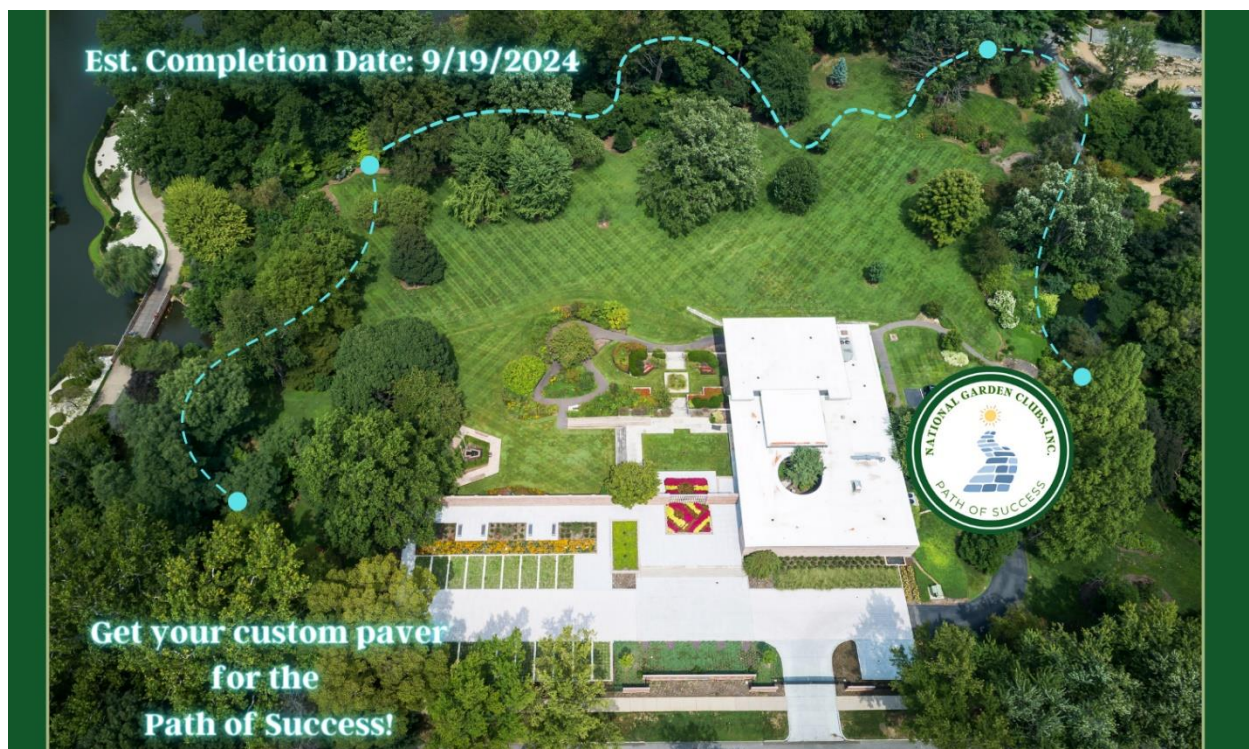 Est. Completion Date: 9/19/2024
NATIONAL GARDEN CLUBS, INC.
PATH OF SUCCESS
Get your custom paver
for the
Path of Success!